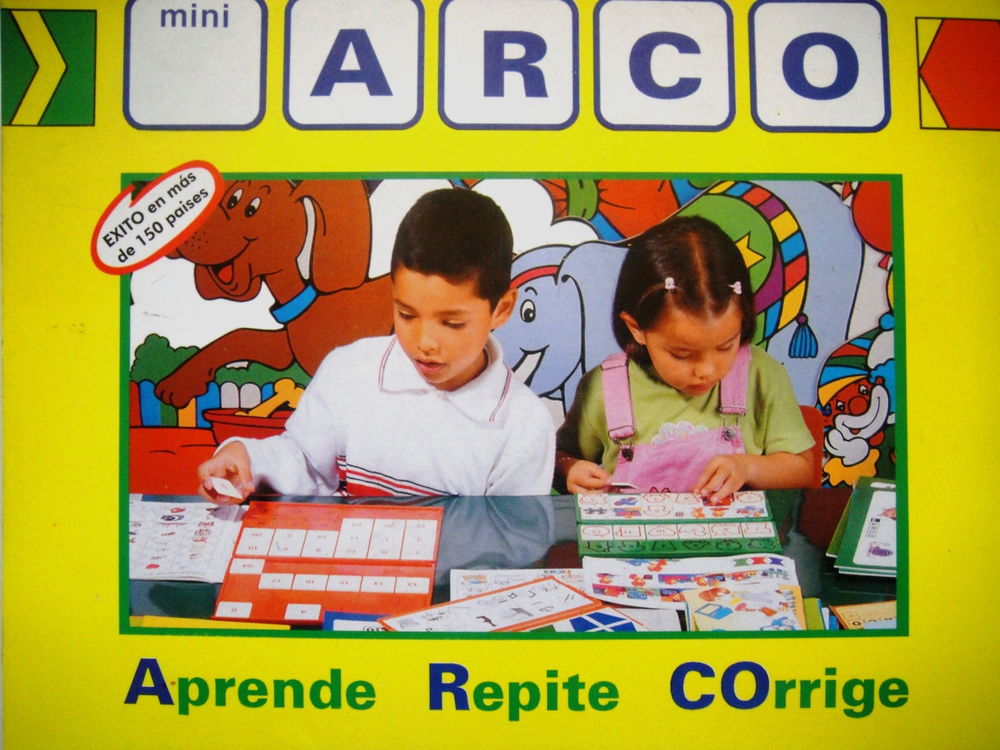 mini ARCO
EXITO en más
de 150 paises
Aprende Repite COrrige